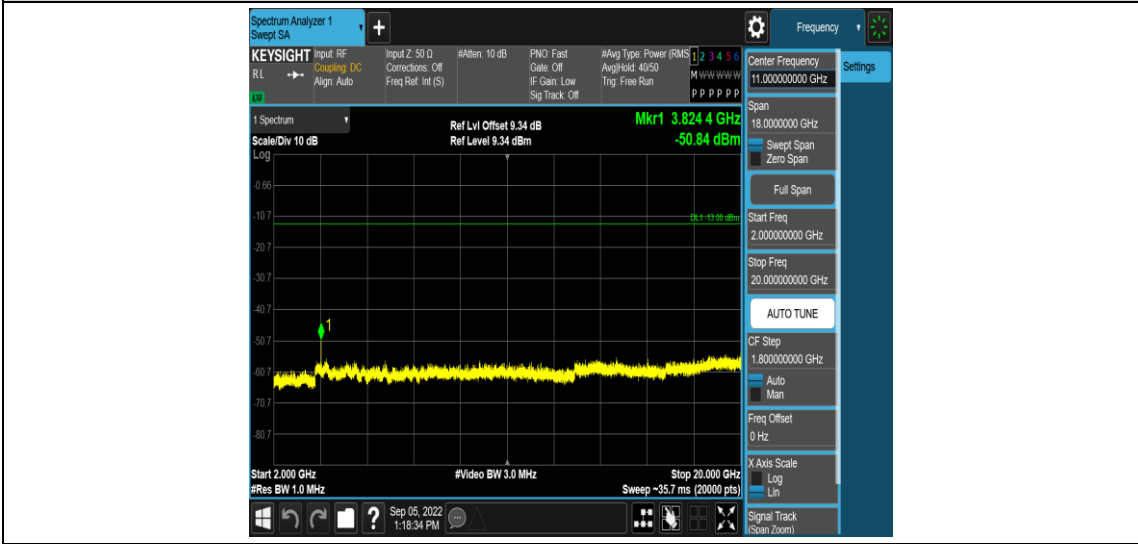 Spectrum Analyzer 1
Swept SA
+
Frequency
KEYSIGHT
RL
Input: RF
Coupling: DC
Align: Auto
Input Z: 50 Ω
Corrections: Off
Freq Ref: Int (S)
#Atten: 10 dB
PNO: Fast
Gate: Off
IF Gain: Low
Sig Track: Off
#Avg Type: Power (RMS
Avg|Hold: 40/50
Trig: Free Run
1 2 3 4 5 6
M W W W W W
P P P P P P
1 Spectrum
Scale/Div 10 dB
Log
Ref Lvl Offset 9.34 dB
Ref Level 9.34 dBm
Mkr1 3.824 4 GHz
-50.84 dBm
-0.66
-10.7
-20.7
-30.7
-40.7
-50.7
-60.7
-70.7
-80.7
DL1 -13.00 dBm
1
Start 2.000 GHz
#Res BW 1.0 MHz
#Video BW 3.0 MHz
Stop 20.000 GHz
Sweep ~35.7 ms (20000 pts)
?
Sep 05, 2022
1:18:34 PM
Center Frequency
11.000000000 GHz
Settings
Span
18.0000000 GHz
Swept Span
Zero Span
Full Span
Start Freq
2.000000000 GHz
Stop Freq
20.000000000 GHz
AUTO TUNE
CF Step
1.800000000 GHz
Auto
Man
Freq Offset
0 Hz
X Axis Scale
Log
Lin
Signal Track
(Span Zoom)